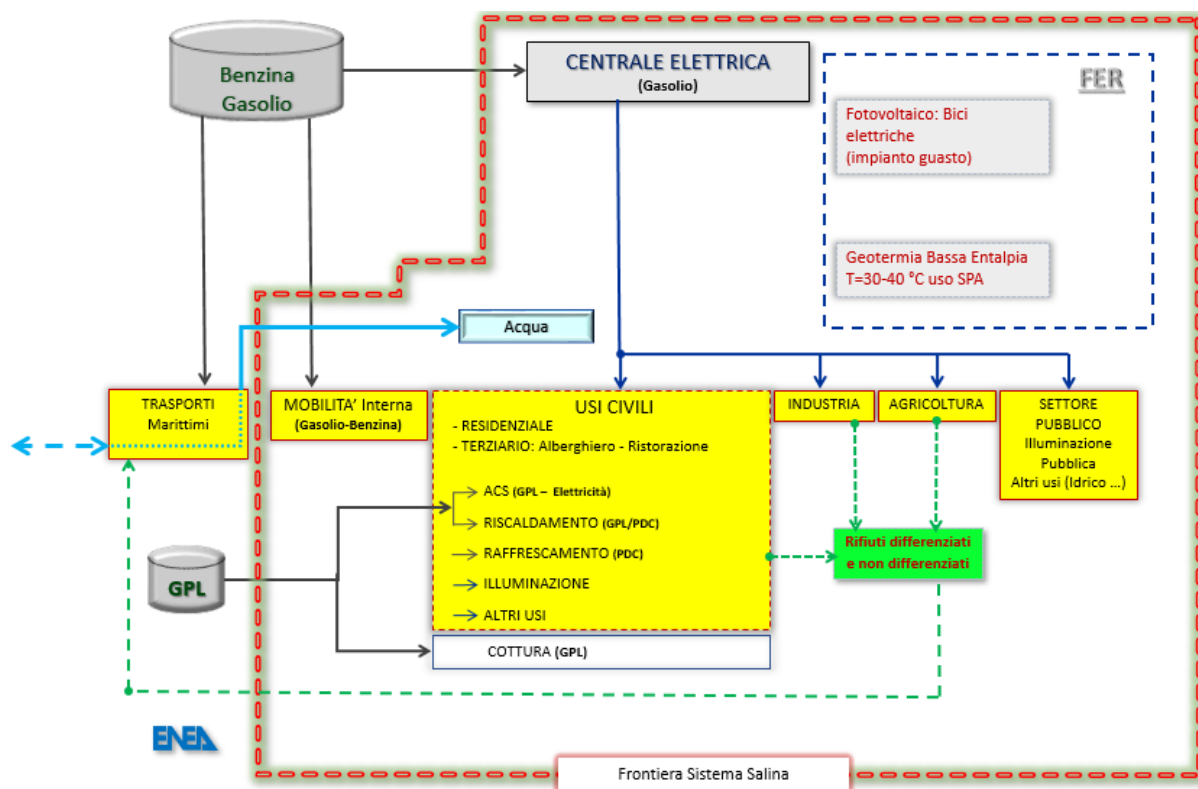 Benzina
Gasolio
CENTRALE ELETTRICA
(Gasolio)
FER
Fotovoltaico: Bici
elettriche
(impianto guasto)
Geotermia Bassa Entalpia
T=30-40 °C uso SPA
Acqua
TRASPORTI
Marittimi
MOBILITA’ Interna
(Gasolio-Benzina)
USI CIVILI
- RESIDENZIALE
- TERZIARIO: Alberghiero - Ristorazione
ACS (GPL – Elettricità)
RISCALDAMENTO (GPL/PDC)
RAFFRESCAMENTO (PDC)
ILLUMINAZIONE
ALTRI USI
COTTURA (GPL)
INDUSTRIA
AGRICOLTURA
SETTORE
PUBBLICO
Illuminazione
Pubblica
Altri usi (Idrico ...)
Rifiuti differenziati
e non differenziati
GPL
ENEA
Frontiera Sistema Salina